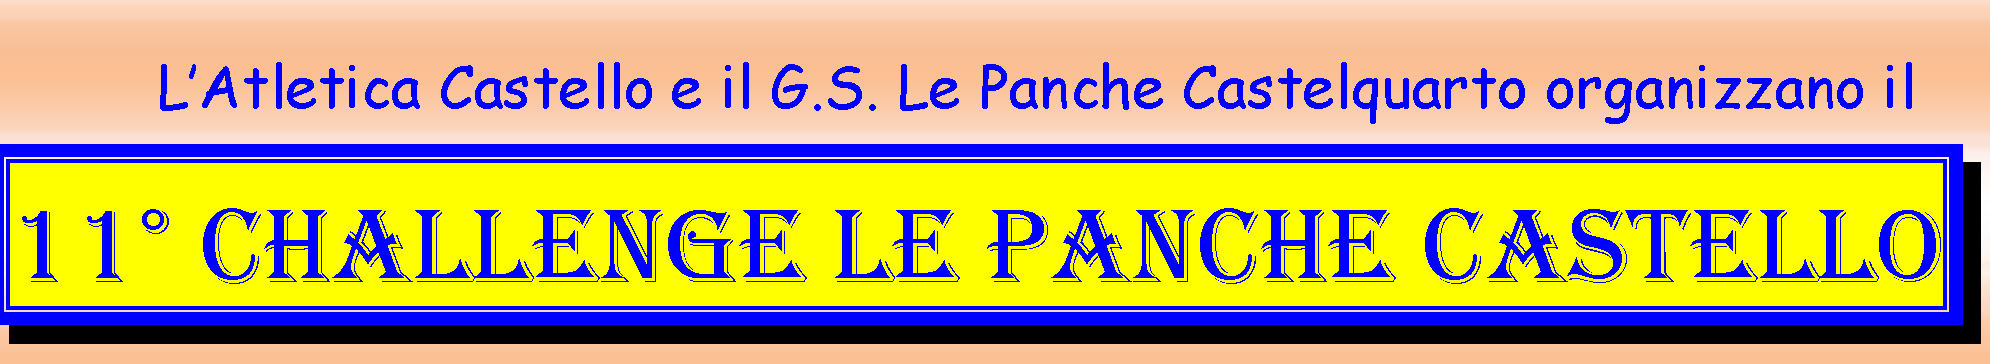 L’Atletica Castello e il G.S. Le Panche Castelquarto organizzano il
11° CHALLENGE LE PANCHE CASTELLO